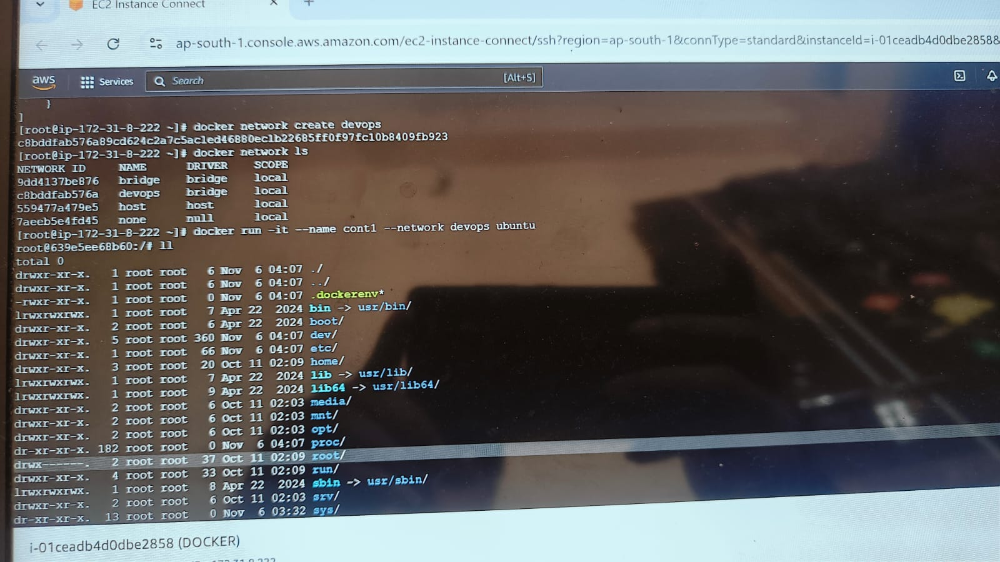 EC2 Instance Connect
ap-south-1.console.aws.amazon.com/ec2-instance-connect/ssh?region=ap-south-1&connType=standard&instanceId=i-01ceadb4d0dbe2858&
aws Services Search [Alt+S]
}
]
[root@ip-172-31-8-222 ~]# docker network create devops
c8bddfab576a89cd624c2a7c5ac1ed46880ec1b22685ff0f97fc10b8409fb923
[root@ip-172-31-8-222 ~]# docker network ls
NETWORK ID NAME DRIVER SCOPE
9dd4137be876 bridge bridge local
c8bddfab576a devops bridge local
559477a479e5 host host local
7aeeb5e4fd45 none null local
[root@ip-172-31-8-222 ~]# docker run -it --name cont1 --network devops ubuntu
root@639e5ee68b60:/# ll
total 0
drwxr-xr-x. 1 root root 6 Nov 6 04:07 ./
drwxr-xr-x. 1 root root 6 Nov 6 04:07 ../
-rwxr-xr-x. 1 root root 0 Nov 6 04:07 .dockerenv*
lrwxrwxrwx. 1 root root 7 Apr 22 2024 bin -> usr/bin/
drwxr-xr-x. 2 root root 6 Apr 22 2024 boot/
drwxr-xr-x. 5 root root 360 Nov 6 04:07 dev/
drwxr-xr-x. 1 root root 66 Nov 6 04:07 etc/
drwxr-xr-x. 3 root root 20 Oct 11 02:09 home/
lrwxrwxrwx. 1 root root 7 Apr 22 2024 lib -> usr/lib/
lrwxrwxrwx. 1 root root 9 Apr 22 2024 lib64 -> usr/lib64/
drwxr-xr-x. 2 root root 6 Oct 11 02:03 media/
drwxr-xr-x. 2 root root 6 Oct 11 02:03 mnt/
drwxr-xr-x. 2 root root 6 Oct 11 02:03 opt/
dr-xr-xr-x. 182 root root 0 Nov 6 04:07 proc/
drwx------. 2 root root 37 Oct 11 02:09 root/
drwxr-xr-x. 4 root root 33 Oct 11 02:09 run/
lrwxrwxrwx. 1 root root 8 Apr 22 2024 sbin -> usr/sbin/
drwxr-xr-x. 2 root root 6 Oct 11 02:03 srv/
dr-xr-xr-x. 13 root root 0 Nov 6 03:32 sys/
i-01ceadb4d0dbe2858 (DOCKER)